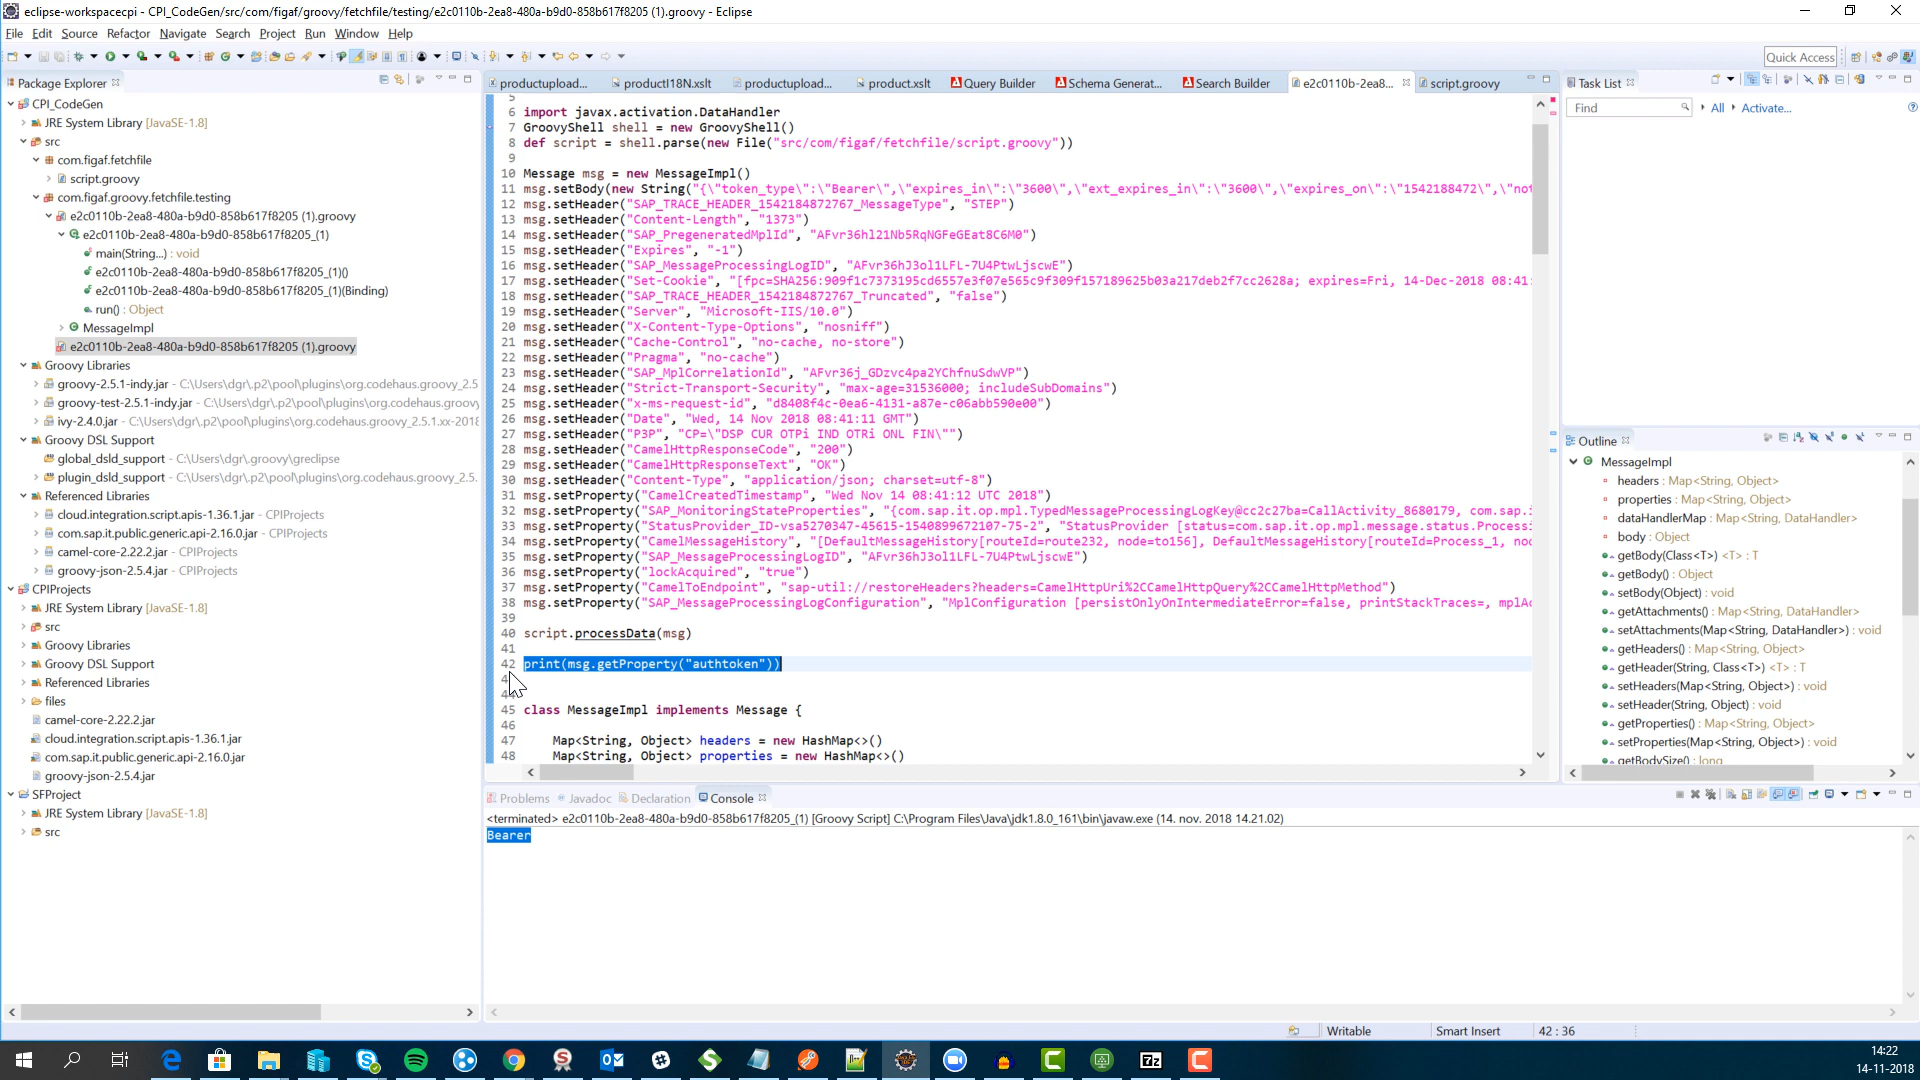 eclipse-workspacecpi - CPI_CodeGen/src/com/figaf/groovy/fetchfile/testing/e2c0110b-2ea8-480a-b9d0-858b617f8205 (1).groovy - Eclipse
File Edit Source Refactor Navigate Search Project Run Window Help
Quick Access
Package Explorer
CPI_CodeGen
JRE System Library [JavaSE-1.8]
src
com.figaf.fetchfile
script.groovy
com.figaf.groovy.fetchfile.testing
e2c0110b-2ea8-480a-b9d0-858b617f8205 (1).groovy
e2c0110b-2ea8-480a-b9d0-858b617f8205_(1)
main(String...) : void
e2c0110b-2ea8-480a-b9d0-858b617f8205_(1)()
e2c0110b-2ea8-480a-b9d0-858b617f8205_(1)(Binding)
run() : Object
MessageImpl
e2c0110b-2ea8-480a-b9d0-858b617f8205 (1).groovy
Groovy Libraries
groovy-2.5.1-indy.jar - C:\Users\dgr\.p2\pool\plugins\org.codehaus.groovy_2.5
groovy-test-2.5.1-indy.jar - C:\Users\dgr\.p2\pool\plugins\org.codehaus.groovy
ivy-2.4.0.jar - C:\Users\dgr\.p2\pool\plugins\org.codehaus.groovy_2.5.1.xx-2018
Groovy DSL Support
global_dsld_support - C:\Users\dgr\.groovy\greclipse
plugin_dsld_support - C:\Users\dgr\.p2\pool\plugins\org.codehaus.groovy_2.5.
Referenced Libraries
cloud.integration.script.apis-1.36.1.jar - CPIProjects
com.sap.it.public.generic.api-2.16.0.jar - CPIProjects
camel-core-2.22.2.jar - CPIProjects
groovy-json-2.5.4.jar - CPIProjects
CPIProjects
JRE System Library [JavaSE-1.8]
src
Groovy Libraries
Groovy DSL Support
Referenced Libraries
files
camel-core-2.22.2.jar
cloud.integration.script.apis-1.36.1.jar
com.sap.it.public.generic.api-2.16.0.jar
groovy-json-2.5.4.jar
SFProject
JRE System Library [JavaSE-1.8]
src
productupload... productI18N.xslt productupload... product.xslt Query Builder Schema Generat... Search Builder e2c0110b-2ea8... script.groovy
5
6 import javax.activation.DataHandler
7 GroovyShell shell = new GroovyShell()
8 def script = shell.parse(new File("src/com/figaf/fetchfile/script.groovy"))
9
10 Message msg = new MessageImpl()
11 msg.setBody(new String("{\"token_type\":\"Bearer\",\"expires_in\":\"3600\",\"ext_expires_in\":\"3600\",\"expires_on\":\"1542188472\",\"not
12 msg.setHeader("SAP_TRACE_HEADER_1542184872767_MessageType", "STEP")
13 msg.setHeader("Content-Length", "1373")
14 msg.setHeader("SAP_PregeneratedMplId", "AFvr36hl21Nb5RqNGFeGEat8C6M0")
15 msg.setHeader("Expires", "-1")
16 msg.setHeader("SAP_MessageProcessingLogID", "AFvr36hJ3ol1LFL-7U4PtwLjscwE")
17 msg.setHeader("Set-Cookie", "[fpc=SHA256:909f1c7373195cd6557e3f07e565c9f309f157189625b03a217deb2f7cc2628a; expires=Fri, 14-Dec-2018 08:41:
18 msg.setHeader("SAP_TRACE_HEADER_1542184872767_Truncated", "false")
19 msg.setHeader("Server", "Microsoft-IIS/10.0")
20 msg.setHeader("X-Content-Type-Options", "nosniff")
21 msg.setHeader("Cache-Control", "no-cache, no-store")
22 msg.setHeader("Pragma", "no-cache")
23 msg.setHeader("SAP_MplCorrelationId", "AFvr36j_GDzvc4pa2YChfnuSdwVP")
24 msg.setHeader("Strict-Transport-Security", "max-age=31536000; includeSubDomains")
25 msg.setHeader("x-ms-request-id", "d8408f4c-0ea6-4131-a87e-c06abb590e00")
26 msg.setHeader("Date", "Wed, 14 Nov 2018 08:41:11 GMT")
27 msg.setHeader("P3P", "CP=\"DSP CUR OTPi IND OTRi ONL FIN\"")
28 msg.setHeader("CamelHttpResponseCode", "200")
29 msg.setHeader("CamelHttpResponseText", "OK")
30 msg.setHeader("Content-Type", "application/json; charset=utf-8")
31 msg.setProperty("CamelCreatedTimestamp", "Wed Nov 14 08:41:12 UTC 2018")
32 msg.setProperty("SAP_MonitoringStateProperties", "{com.sap.it.op.mpl.TypedMessageProcessingLogKey@cc2c27ba=CallActivity_8680179, com.sap.i
33 msg.setProperty("StatusProvider_ID-vsa5270347-45615-1540899672107-75-2", "StatusProvider [status=com.sap.it.op.mpl.message.status.Processi
34 msg.setProperty("CamelMessageHistory", "[DefaultMessageHistory[routeId=route232, node=to156], DefaultMessageHistory[routeId=Process_1, nod
35 msg.setProperty("SAP_MessageProcessingLogID", "AFvr36hJ3ol1LFL-7U4PtwLjscwE")
36 msg.setProperty("lockAcquired", "true")
37 msg.setProperty("CamelToEndpoint", "sap-util://restoreHeaders?headers=CamelHttpUri%2CCamelHttpQuery%2CCamelHttpMethod")
38 msg.setProperty("SAP_MessageProcessingLogConfiguration", "MplConfiguration [persistOnlyOnIntermediateError=false, printStackTraces=, mplAc
39
40 script.processData(msg)
41
42 print(msg.getProperty("authtoken"))
44
45 class MessageImpl implements Message {
46
47 Map<String, Object> headers = new HashMap<>()
48 Map<String, Object> properties = new HashMap<>()
Problems Javadoc Declaration Console
<terminated> e2c0110b-2ea8-480a-b9d0-858b617f8205_(1) [Groovy Script] C:\Program Files\Java\jdk1.8.0_161\bin\javaw.exe (14. nov. 2018 14.21.02)
Bearer
Task List
Find All Activate...
Outline
MessageImpl
headers : Map<String, Object>
properties : Map<String, Object>
dataHandlerMap : Map<String, DataHandler>
body : Object
getBody(Class<T>) <T> : T
getBody() : Object
setBody(Object) : void
getAttachments() : Map<String, DataHandler>
setAttachments(Map<String, DataHandler>) : void
getHeaders() : Map<String, Object>
getHeader(String, Class<T>) <T> : T
setHeaders(Map<String, Object>) : void
setHeader(String, Object) : void
getProperties() : Map<String, Object>
setProperties(Map<String, Object>) : void
getBodySize() : long
Writable Smart Insert 42 : 36
14:22
14-11-2018